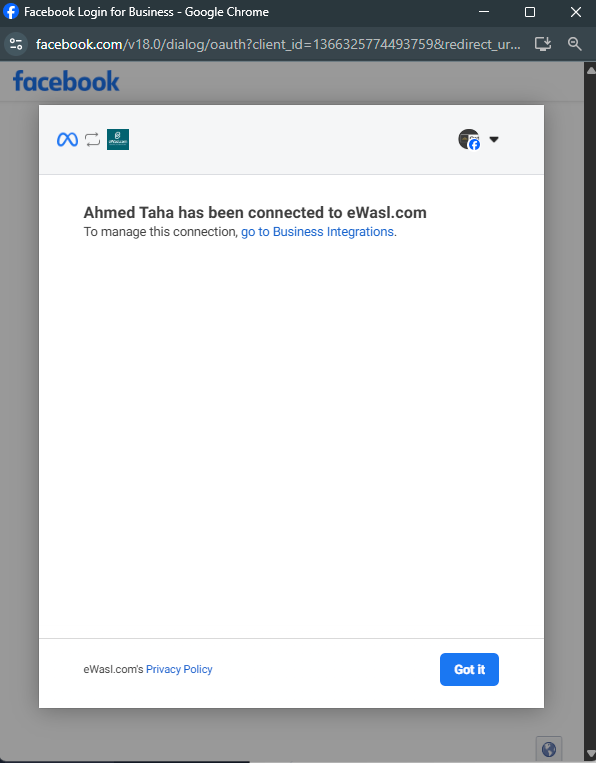 Facebook Login for Business - Google Chrome
facebook.com/v18.0/dialog/oauth?client_id=1366325774493759&redirect_ur...
facebook
Ahmed Taha has been connected to eWasl.com
To manage this connection, go to Business Integrations.
eWasl.com's Privacy Policy
Got it